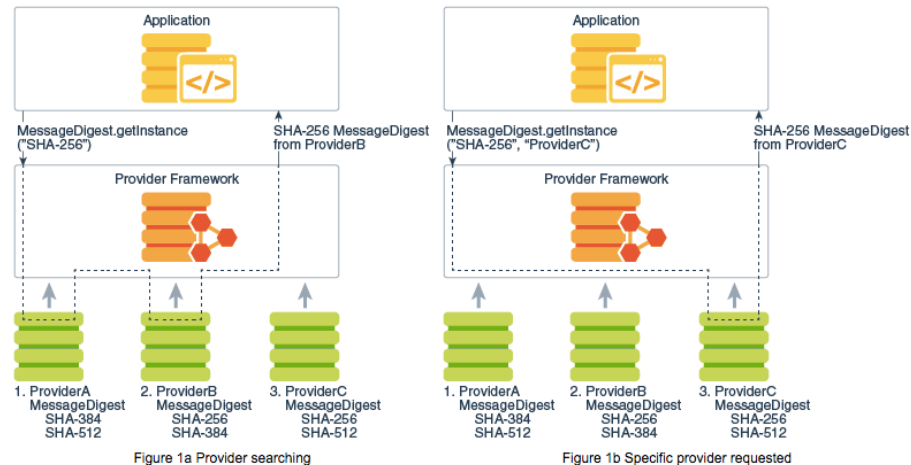 Application
</>
MessageDigest.getInstance
("SHA-256")
SHA-256 MessageDigest
from ProviderB
Provider Framework
1. ProviderA
MessageDigest
SHA-384
SHA-512
2. ProviderB
MessageDigest
SHA-256
SHA-384
3. ProviderC
MessageDigest
SHA-256
SHA-512
Figure 1a Provider searching
Application
</>
MessageDigest.getInstance
("SHA-256", "ProviderC")
SHA-256 MessageDigest
from ProviderC
Provider Framework
1. ProviderA
MessageDigest
SHA-384
SHA-512
2. ProviderB
MessageDigest
SHA-256
SHA-384
3. ProviderC
MessageDigest
SHA-256
SHA-512
Figure 1b Specific provider requested